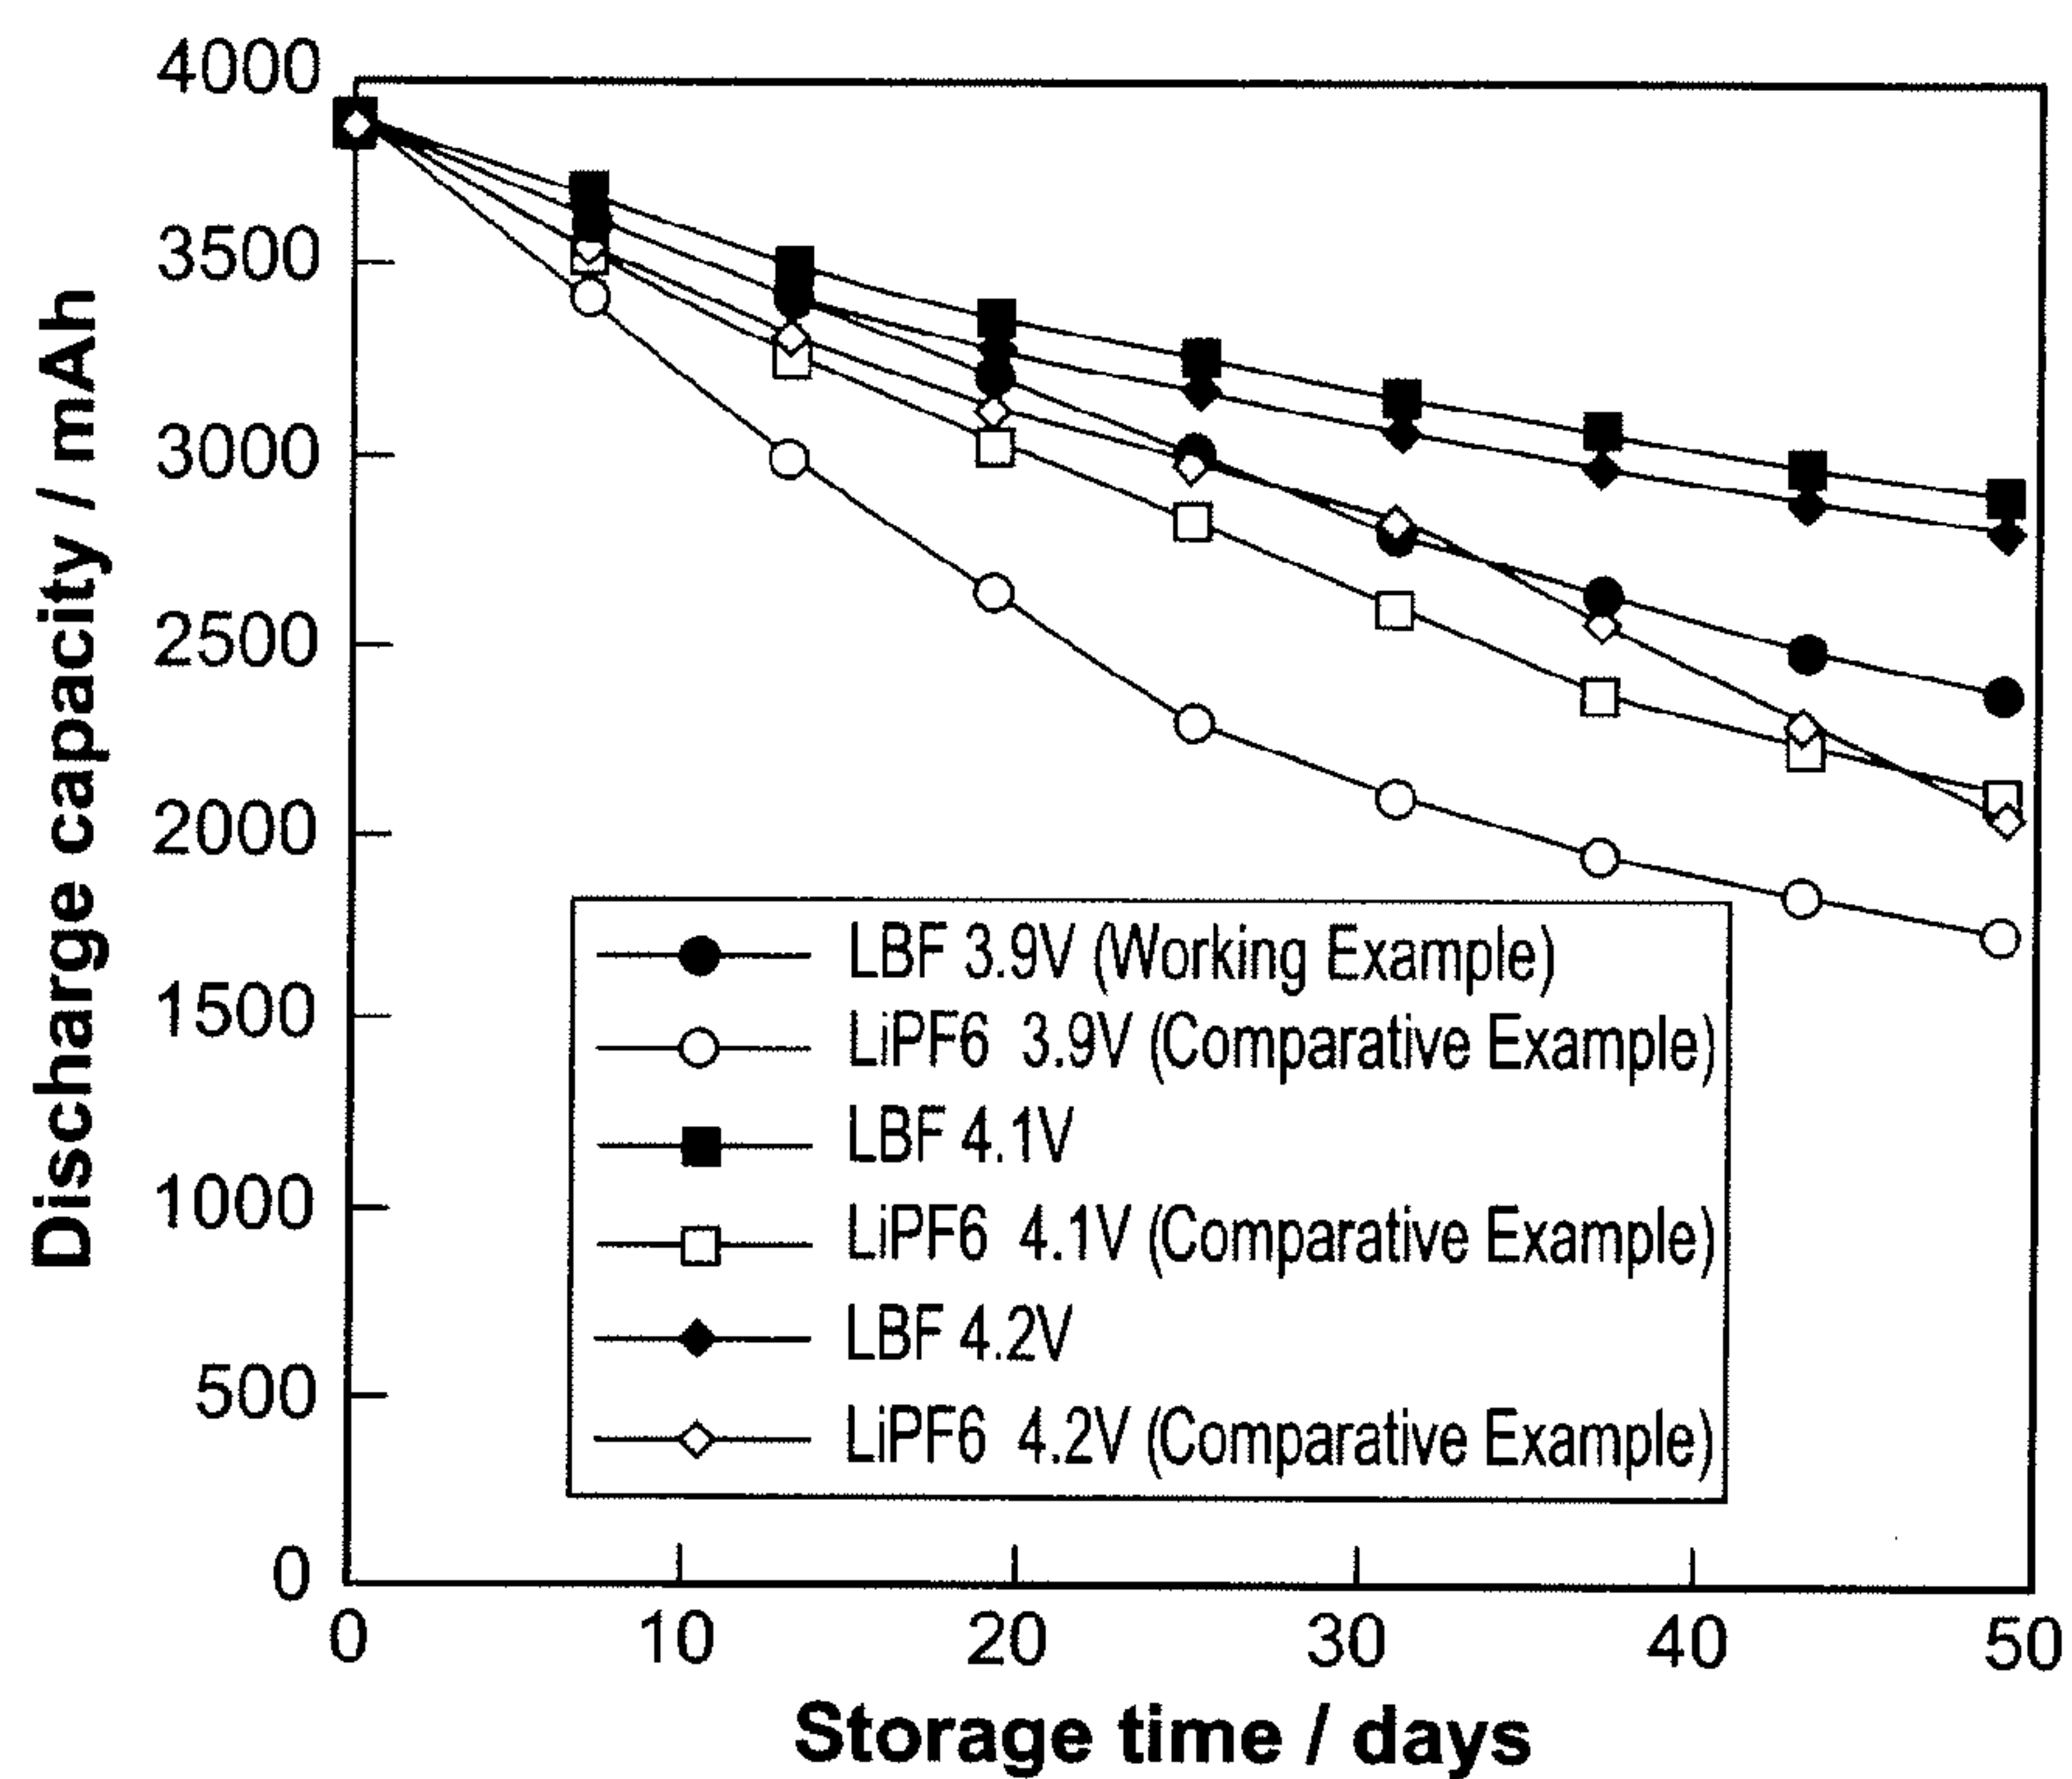 Discharge capacity / mAh
4000
3500
3000
2500
2000
1500
1000
500
0
LBF 3.9V (Working Example)
LiPF6 3.9V (Comparative Example)
LBF 4.1V
LiPF6 4.1V (Comparative Example)
LBF 4.2V
LiPF6 4.2V (Comparative Example)
0 10 20 30 40 50
Storage time / days